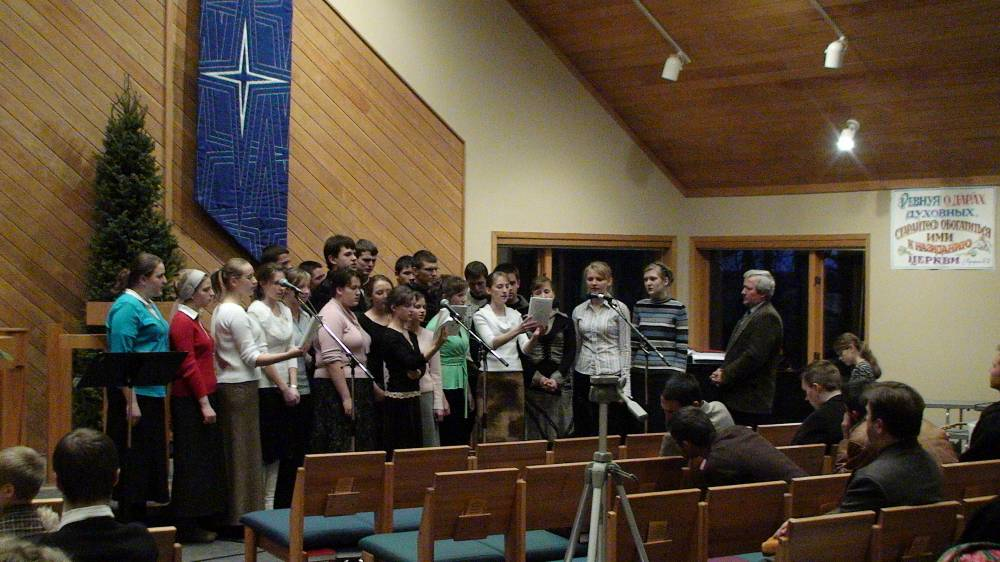 РЕВНУЯ О ДАРАХ
ДУХОВНЫХ,
СТАРАЙТЕСЬ ОБОГАТИТЬСЯ
ИМИ
К НАЗИДАНИЮ
ЦЕРКВИ